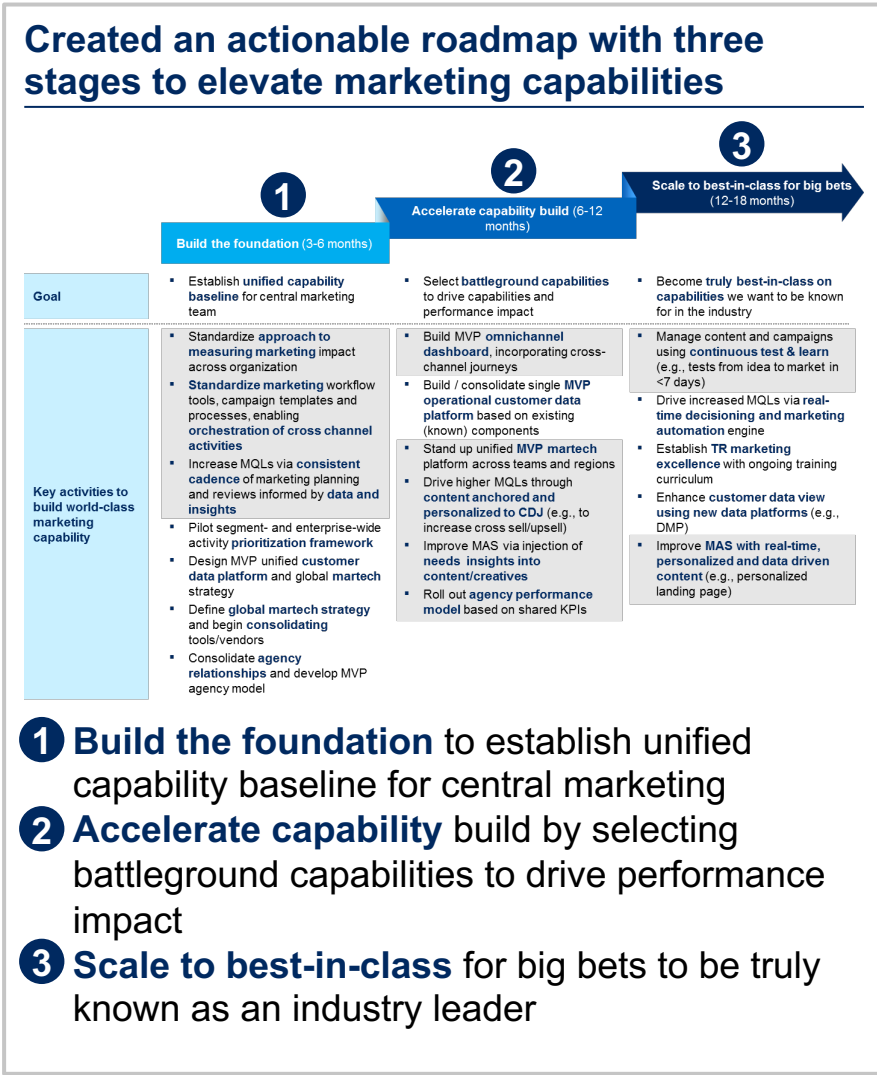 Created an actionable roadmap with three
stages to elevate marketing capabilities
1
Build the foundation (3-6 months)
2
Accelerate capability build (6-12
months)
3
Scale to best-in-class for big bets
(12-18 months)
Goal
▪ Establish unified capability
baseline for central marketing
team
▪ Select battleground capabilities
to drive capabilities and
performance impact
▪ Become truly best-in-class on
capabilities we want to be known
for in the industry
Key activities to
build world-class
marketing
capability
▪ Standardize approach to
measuring marketing impact
across organization
▪ Standardize marketing workflow
tools, campaign templates and
processes, enabling
orchestration of cross channel
activities
▪ Increase MQLs via consistent
cadence of marketing planning
and reviews informed by data and
insights
▪ Pilot segment- and enterprise-wide
activity prioritization framework
▪ Design MVP unified customer
data platform and global martech
strategy
▪ Define global martech strategy
and begin consolidating
tools/vendors
▪ Consolidate agency
relationships and develop MVP
agency model
▪ Build MVP omnichannel
dashboard, incorporating cross-
channel journeys
▪ Build / consolidate single MVP
operational customer data
platform based on existing
(known) components
▪ Stand up unified MVP martech
platform across teams and regions
▪ Drive higher MQLs through
content anchored and
personalized to CDJ (e.g., to
increase cross sell/upsell)
▪ Improve MAS via injection of
needs insights into
content/creatives
▪ Roll out agency performance
model based on shared KPIs
▪ Manage content and campaigns
using continuous test & learn
(e.g., tests from idea to market in
<7 days)
▪ Drive increased MQLs via real-
time decisioning and marketing
automation engine
▪ Establish TR marketing
excellence with ongoing training
curriculum
▪ Enhance customer data view
using new data platforms (e.g.,
DMP)
▪ Improve MAS with real-time,
personalized and data driven
content (e.g., personalized
landing page)
1 Build the foundation to establish unified
capability baseline for central marketing
2 Accelerate capability build by selecting
battleground capabilities to drive performance
impact
3 Scale to best-in-class for big bets to be truly
known as an industry leader